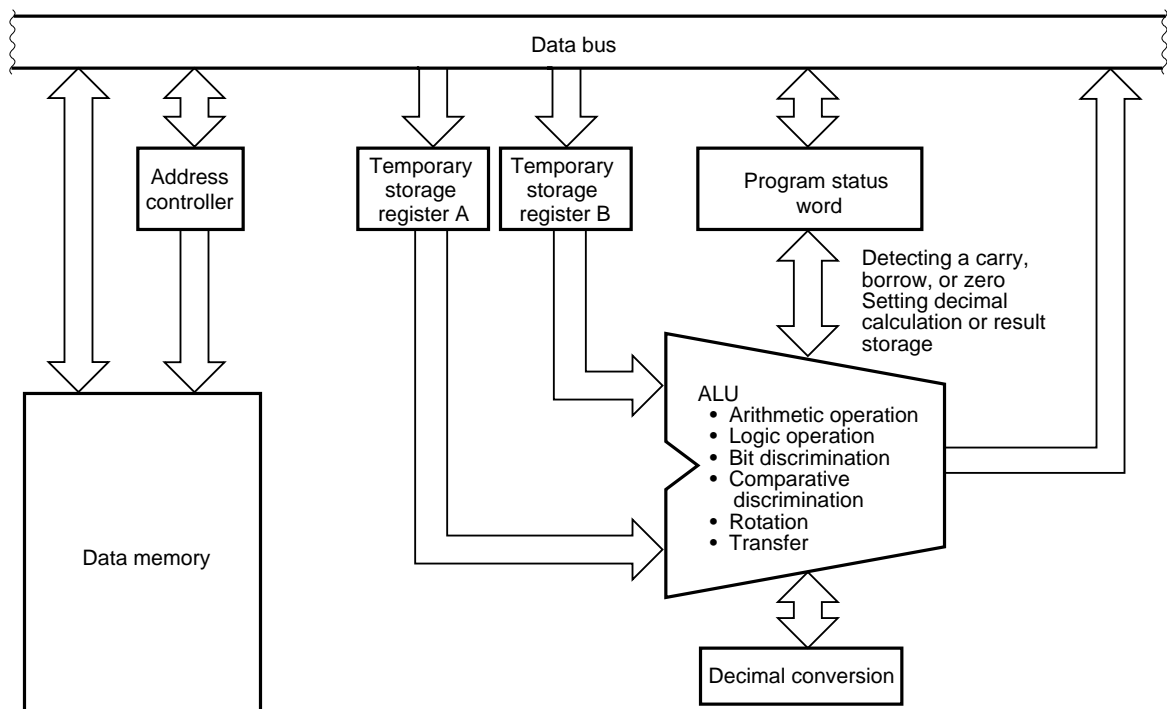 Data bus
Address
controller
Temporary
storage
register A
Temporary
storage
register B
Program status
word
Detecting a carry,
borrow, or zero
Setting decimal
calculation or result
storage
ALU
• Arithmetic operation
• Logic operation
• Bit discrimination
• Comparative
discrimination
• Rotation
• Transfer
Data memory
Decimal conversion